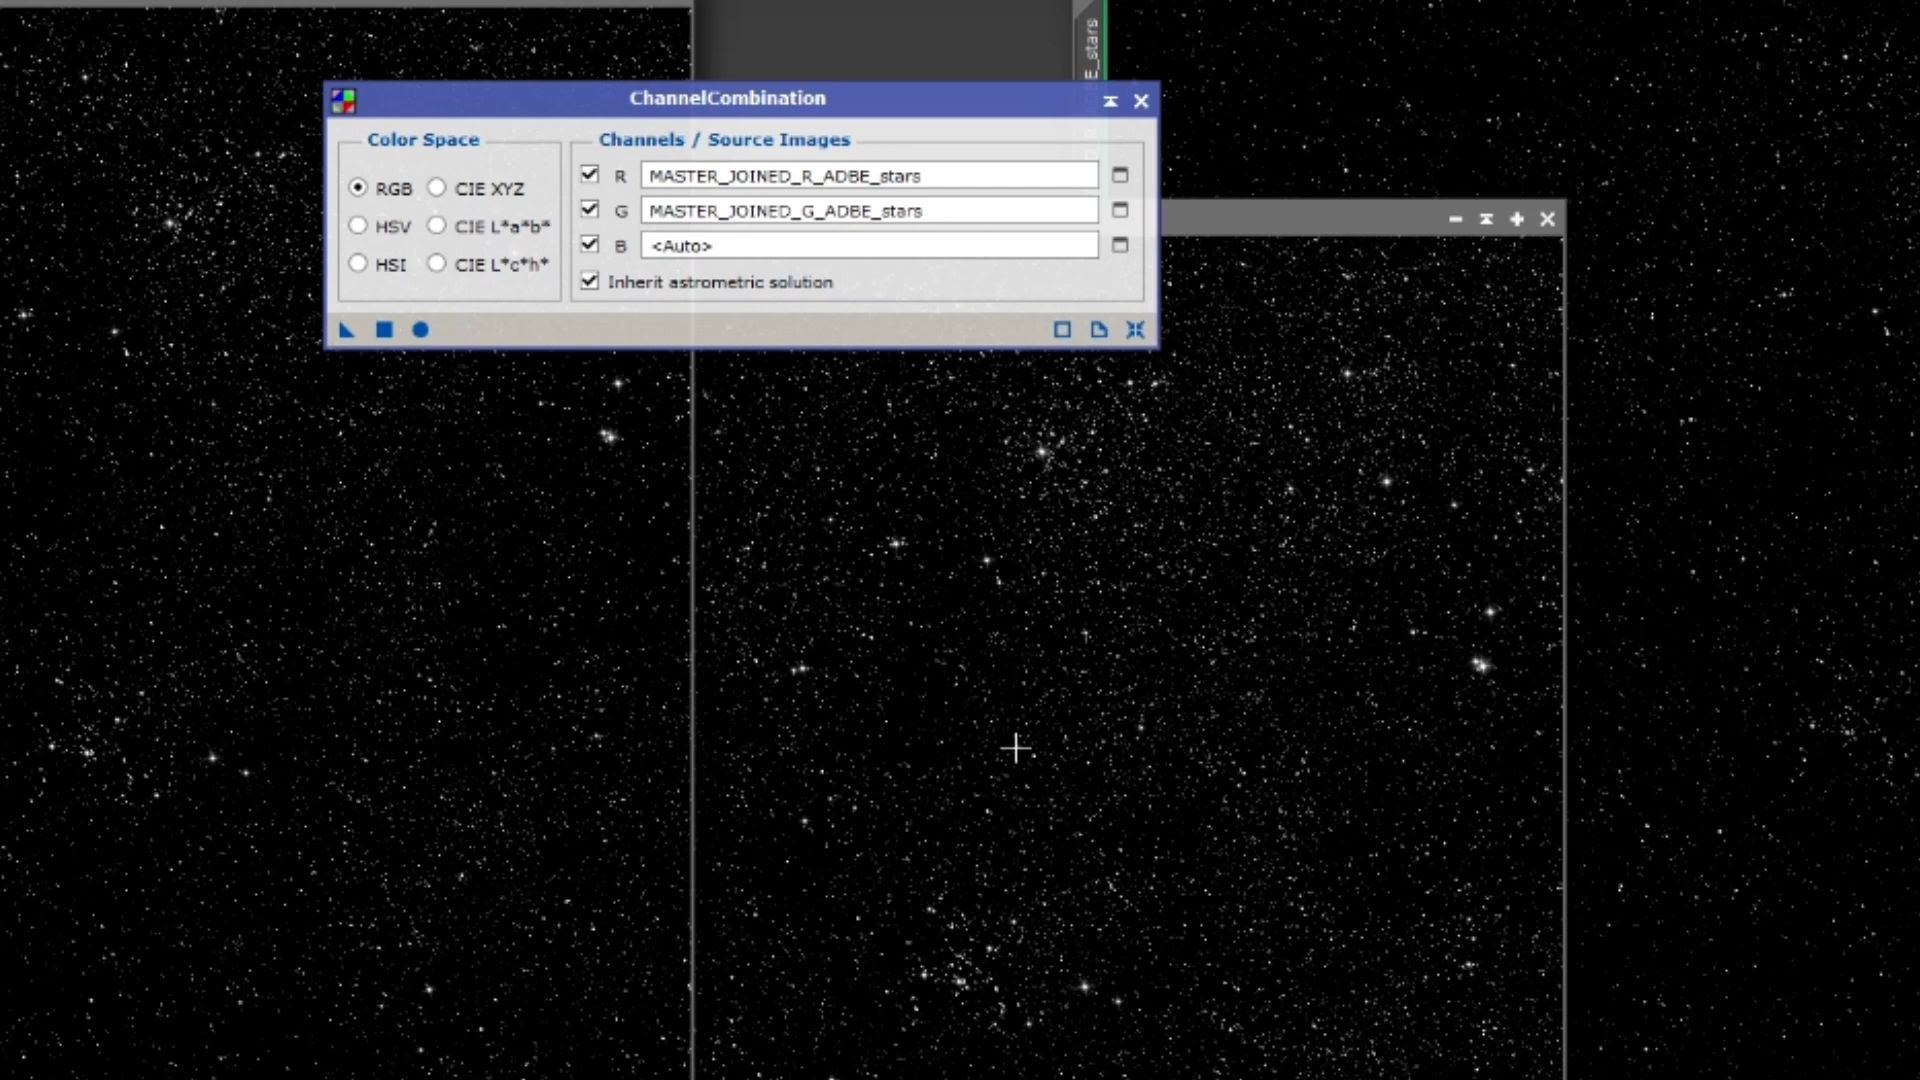 E_stars
ChannelCombination
Color Space
RGB
CIE XYZ
HSV
CIE L*a*b*
HSI
CIE L*c*h*
Channels / Source Images
R
MASTER_JOINED_R_ADBE_stars
G
MASTER_JOINED_G_ADBE_stars
B
<Auto>
Inherit astrometric solution